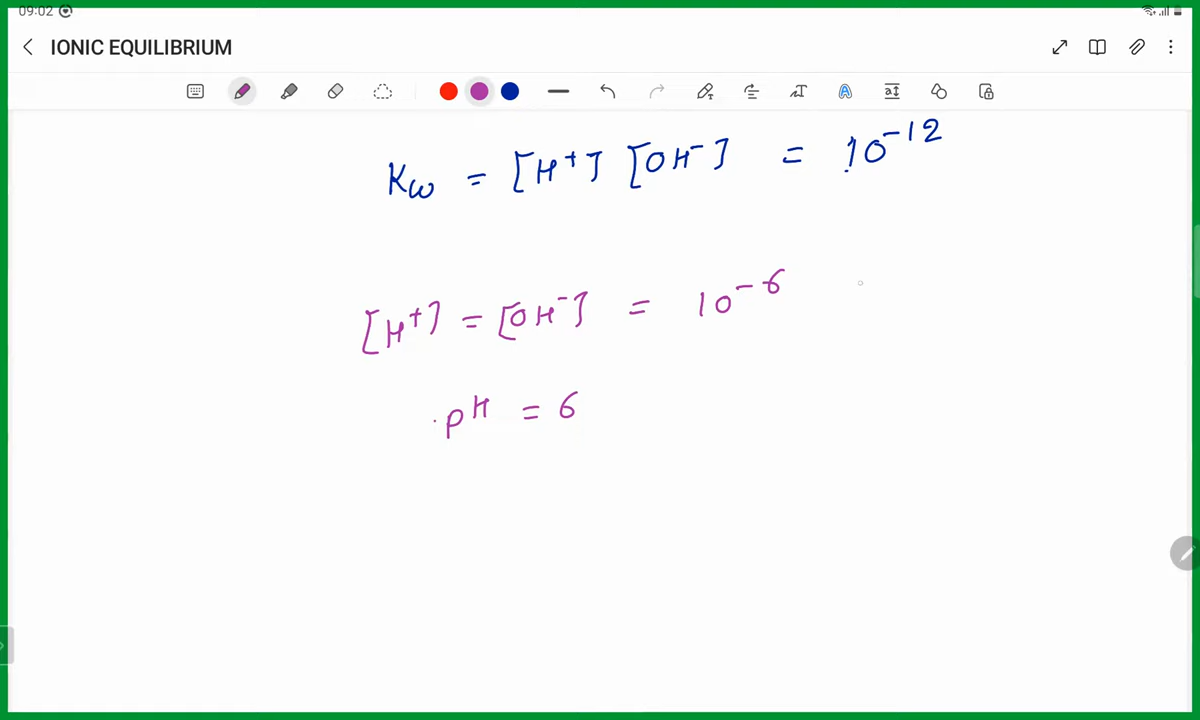 09:02
IONIC EQUILIBRIUM
Kw = [H⁺] [OH⁻] = 10⁻¹²
[H⁺] = [OH⁻] = 10⁻⁶
pH = 6